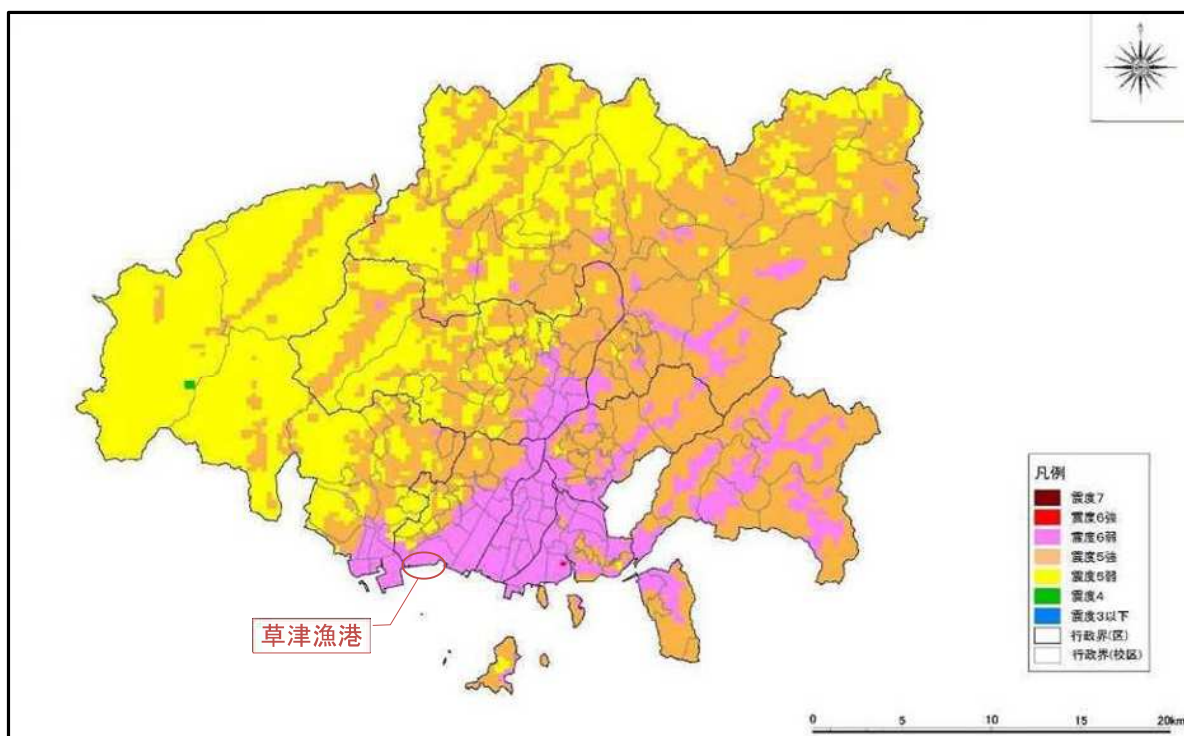 草津漁港
凡例
震度7
震度6強
震度6弱
震度5強
震度5弱
震度4
震度3以下
行政界(区)
行政界(校区)
0 5 10 15 20km